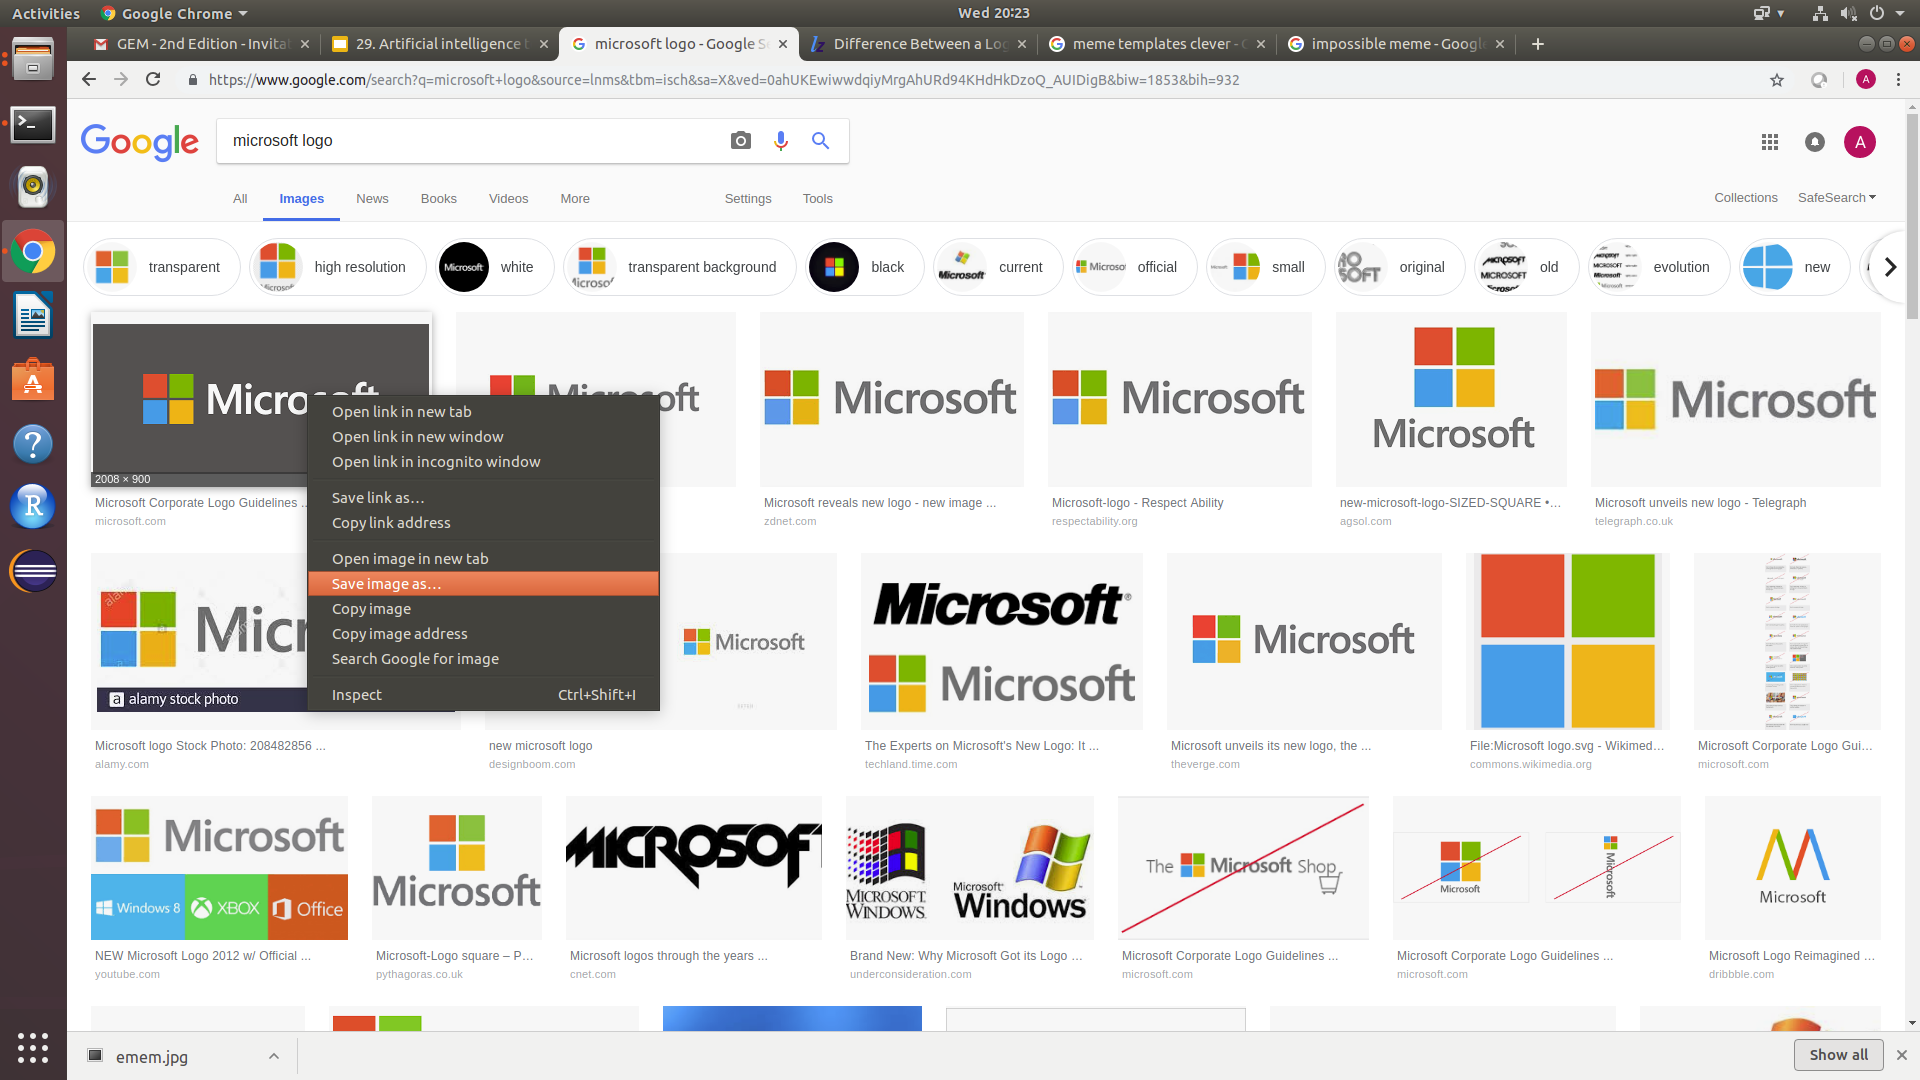 Activities
Google Chrome
Wed 20:23
GEM - 2nd Edition - Invita
29. Artificial intelligence t
microsoft logo - Google S
Difference Between a Log
meme templates clever - G
impossible meme - Google
https://www.google.com/search?q=microsoft+logo&source=lnms&tbm=isch&sa=X&ved=0ahUKEwiwwdqiyMrgAhURd94KHdHkDzoQ_AUIDigB&biw=1853&bih=932
A
Google
microsoft logo
A
All
Images
News
Books
Videos
More
Settings
Tools
Collections
SafeSearch
transparent
high resolution
Microsoft
white
transparent background
black
Microsoft
current
official
small
original
old
evolution
new
Microsoft
Microsoft
Microsoft
Microsoft
Microsoft
2008 × 900
Microsoft Corporate Logo Guidelines ...
microsoft.com
Microsoft reveals new logo - new image ...
zdnet.com
Microsoft-logo - Respect Ability
respectability.org
new-microsoft-logo-SIZED-SQUARE •...
agsol.com
Microsoft unveils new logo - Telegraph
telegraph.co.uk
Open link in new tab
Open link in new window
Open link in incognito window
Save link as...
Copy link address
Open image in new tab
Save image as...
Copy image
Copy image address
Search Google for image
Inspect
Ctrl+Shift+I
a alamy stock photo
Microsoft
Microsoft®
Microsoft
Microsoft
Microsoft logo Stock Photo: 208482856 ...
alamy.com
new microsoft logo
designboom.com
The Experts on Microsoft's New Logo: It ...
techland.time.com
Microsoft unveils its new logo, the ...
theverge.com
File:Microsoft logo.svg - Wikimed...
commons.wikimedia.org
Microsoft Corporate Logo Gui...
microsoft.com
Microsoft
Windows 8
XBOX
Office
Microsoft
MICROSOFT
MICROSOFT.
WINDOWS.
Microsoft®
Windows
The Microsoft Shop
Microsoft
Microsoft
Microsoft
NEW Microsoft Logo 2012 w/ Official ...
youtube.com
Microsoft-Logo square – P...
pythagoras.co.uk
Microsoft logos through the years ...
cnet.com
Brand New: Why Microsoft Got its Logo ...
underconsideration.com
Microsoft Corporate Logo Guidelines ...
microsoft.com
Microsoft Corporate Logo Guidelines ...
microsoft.com
Microsoft Logo Reimagined ...
dribbble.com
emem.jpg
Show all